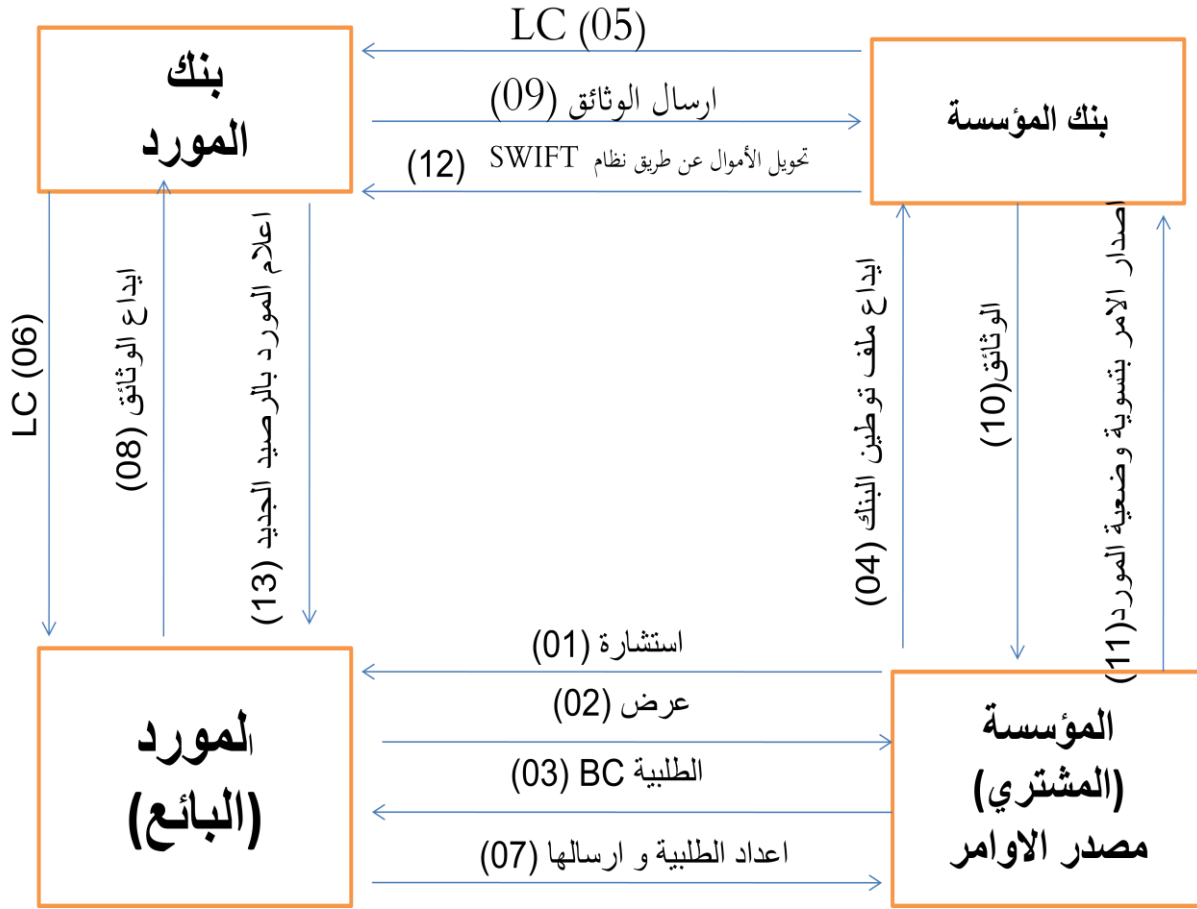 LC (05)
بنك
المورد
ارسال الوثائق (09)
بنك المؤسسة
تحويل الأموال عن طريق نظام SWIFT (12)
LC (06)
ايداع الوثائق (08)
اعلام المورد بالرصيد الجديد (13)
ايداع ملف توطين البنك (04)
الوثائق(10)
اصدار الامر بتسوية وضعية المورد(11)
استشارة (01)
عرض (02)
الطلبية BC (03)
اعداد الطلبية و ارسالها (07)
المورد
(البائع)
المؤسسة
(المشتري)
مصدر الاوامر